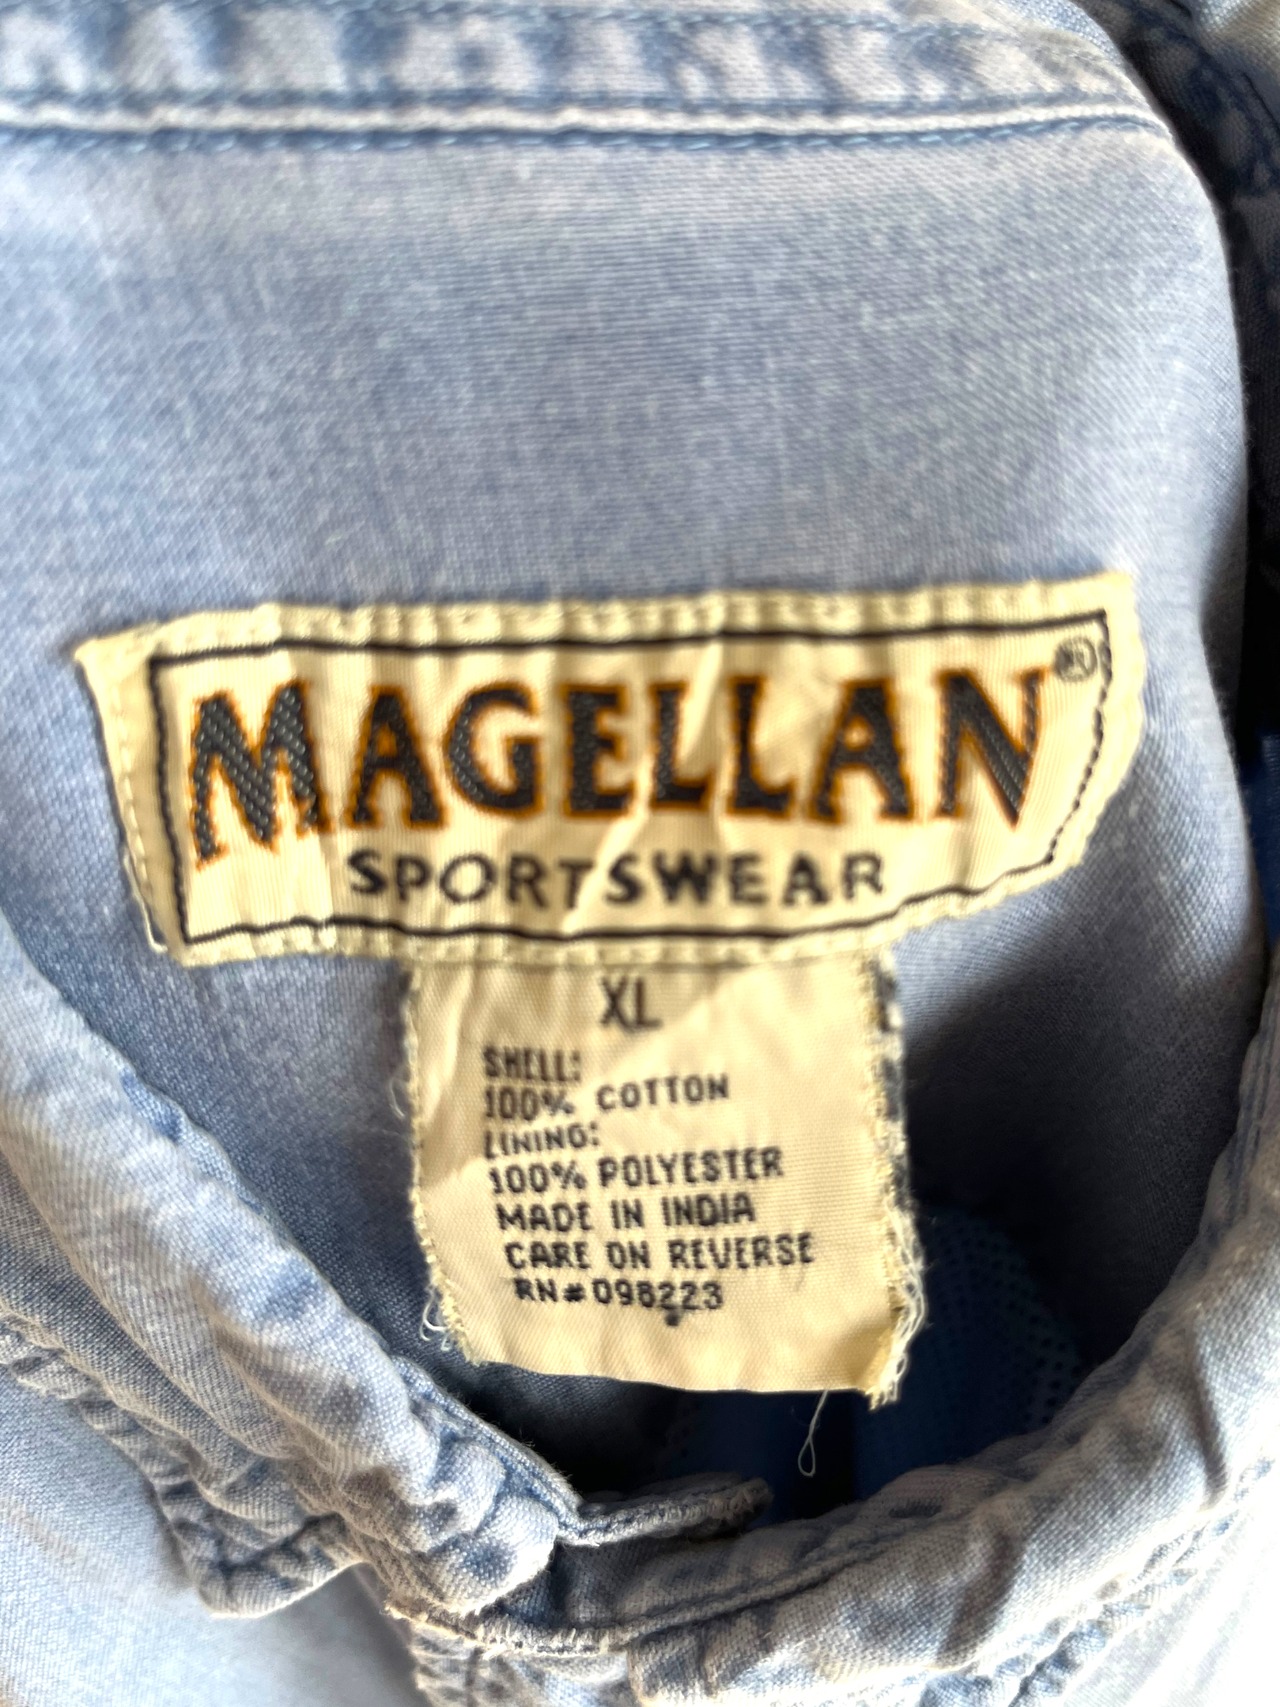 MAGELLAN®
SPORTSWEAR
XL
SHELL:
100% COTTON
LINING:
100% POLYESTER
MADE IN INDIA
CARE ON REVERSE
RN#098223